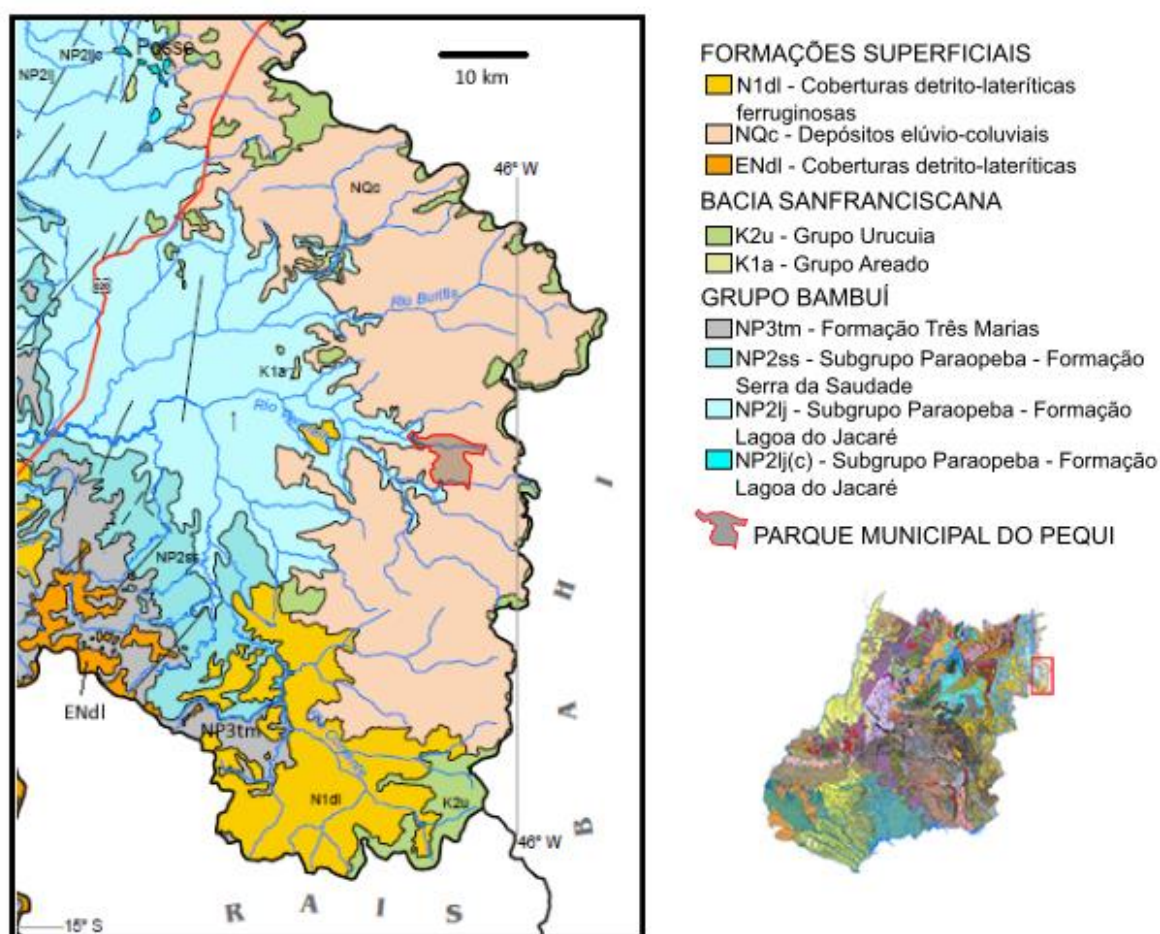 NP2ljc
Posse
NP2lj
10 km
46° W
NQc
020
Rio Buritis
K1a
Rio
NP2ss
ENdl
NP3tm
N1dl
K2u
46° W
15° S
R A I S
B A H I
FORMAÇÕES SUPERFICIAIS
N1dl - Coberturas detrito-lateríticas
ferruginosas
NQc - Depósitos elúvio-coluviais
ENdl - Coberturas detrito-lateríticas
BACIA SANFRANCISCANA
K2u - Grupo Urucuia
K1a - Grupo Areado
GRUPO BAMBUÍ
NP3tm - Formação Três Marias
NP2ss - Subgrupo Paraopeba - Formação
Serra da Saudade
NP2lj - Subgrupo Paraopeba - Formação
Lagoa do Jacaré
NP2lj(c) - Subgrupo Paraopeba - Formação
Lagoa do Jacaré
PARQUE MUNICIPAL DO PEQUI